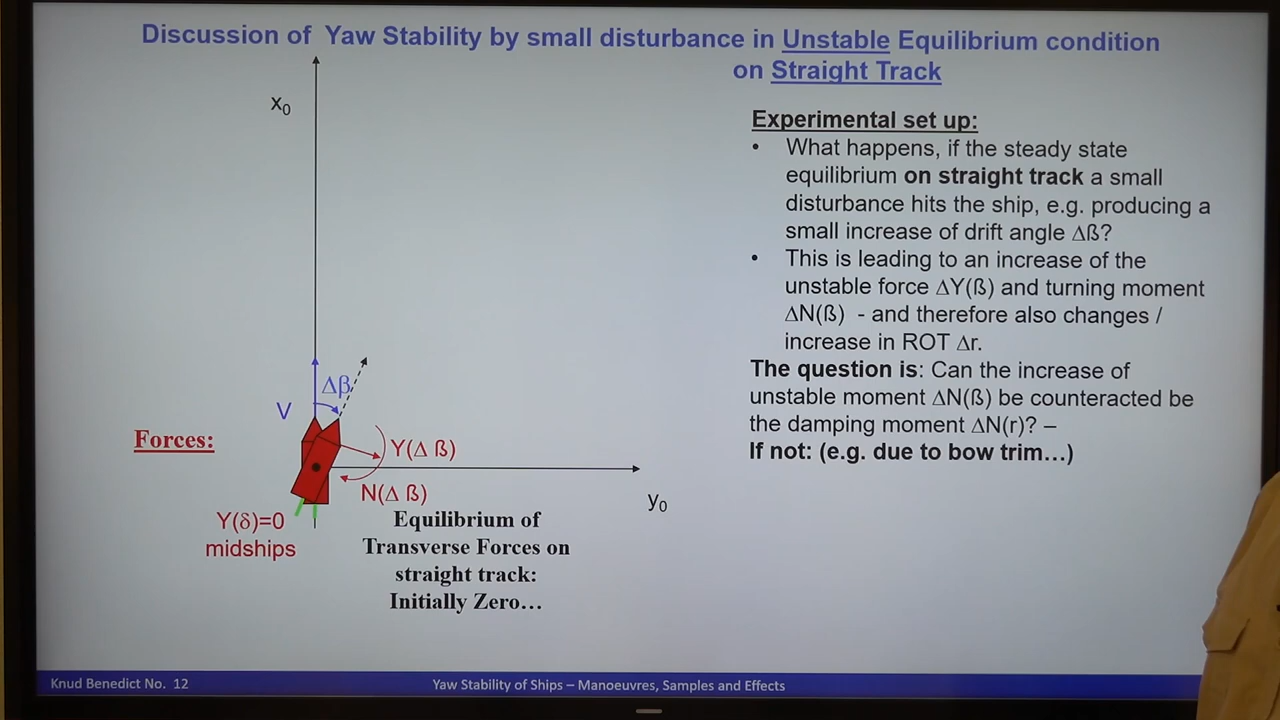 Discussion of Yaw Stability by small disturbance in Unstable Equilibrium condition
on Straight Track
x0
Δβ
V
Forces:
Y(Δ ß)
N(Δ ß)
y0
Y(δ)=0
midships
Equilibrium of
Transverse Forces on
straight track:
Initially Zero…
Experimental set up:
• What happens, if the steady state
equilibrium on straight track a small
disturbance hits the ship, e.g. producing a
small increase of drift angle Δß?
• This is leading to an increase of the
unstable force ΔY(ß) and turning moment
ΔN(ß) - and therefore also changes /
increase in ROT Δr.
The question is: Can the increase of
unstable moment ΔN(ß) be counteracted be
the damping moment ΔN(r)? –
If not: (e.g. due to bow trim…)
Knud Benedict No. 12
Yaw Stability of Ships – Manoeuvres, Samples and Effects